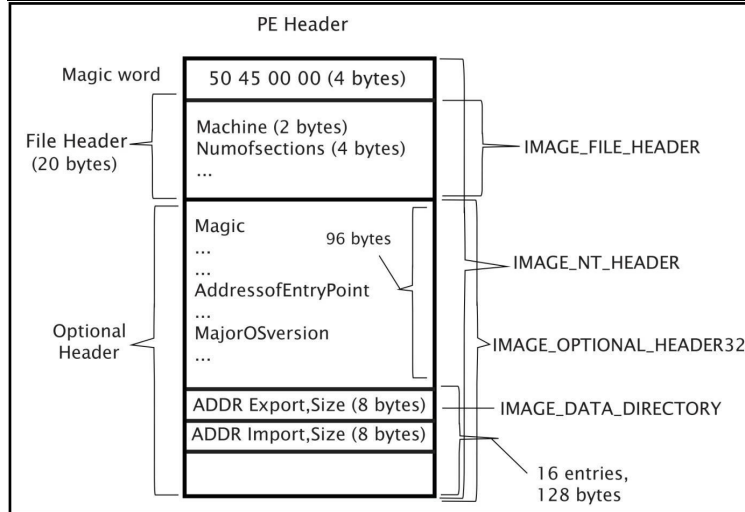 PE Header
Magic word
50 45 00 00 (4 bytes)
File Header
(20 bytes)
Machine (2 bytes)
Numofsections (4 bytes)
...
IMAGE_FILE_HEADER
Optional
Header
Magic
...
...
AddressofEntryPoint
...
MajorOSversion
...
96 bytes
IMAGE_NT_HEADER
IMAGE_OPTIONAL_HEADER32
ADDR Export,Size (8 bytes)
IMAGE_DATA_DIRECTORY
ADDR Import,Size (8 bytes)
16 entries,
128 bytes